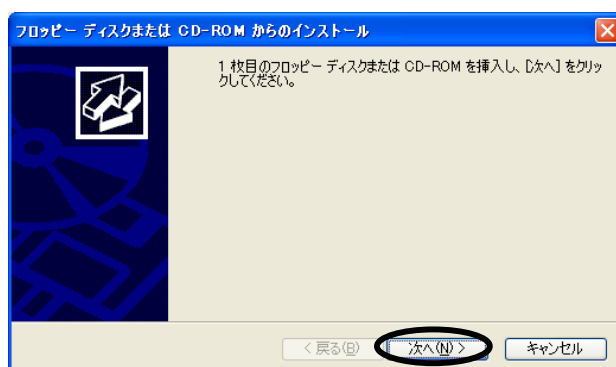 フロッピー ディスクまたは CD-ROM からのインストール
1 枚目のフロッピー ディスクまたは CD-ROM を挿入し、[次へ] をクリッ
クしてください。
< 戻る(B) 次へ(N) > キャンセル